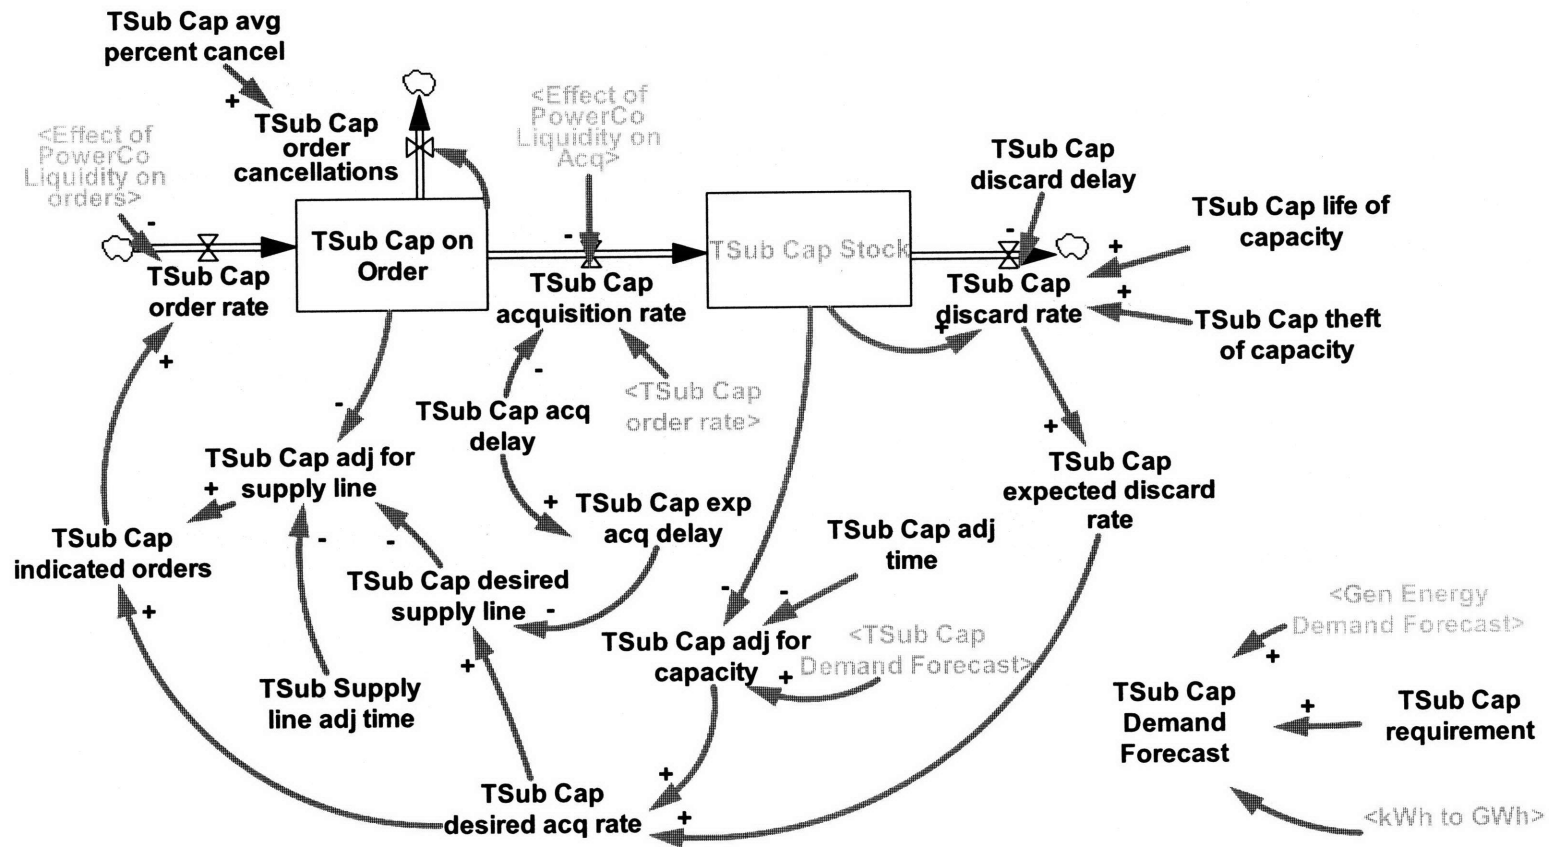 TSub Cap avg
percent cancel
+
TSub Cap
order
cancellations
<Effect of
PowerCo
Liquidity on
orders>
-
<Effect of
PowerCo
Liquidity on
Acq>
-
TSub Cap
discard delay
-
TSub Cap life of
capacity
+
TSub Cap on
Order
TSub Cap Stock
TSub Cap
order rate
+
TSub Cap
acquisition rate
-
TSub Cap
discard rate
+
+
TSub Cap theft
of capacity
<TSub Cap
order rate>
TSub Cap acq
delay
-
TSub Cap adj for
supply line
+
+
TSub Cap
expected discard
rate
+
TSub Cap exp
acq delay
TSub Cap adj
time
TSub Cap
indicated orders
-
-
TSub Cap desired
supply line
-
-
-
+
<Gen Energy
Demand Forecast>
+
TSub Cap adj for
capacity
<TSub Cap
Demand Forecast>
+
+
TSub Supply
line adj time
TSub Cap
Demand
Forecast
+
TSub Cap
requirement
+
TSub Cap
desired acq rate
+
<kWh to GWh>